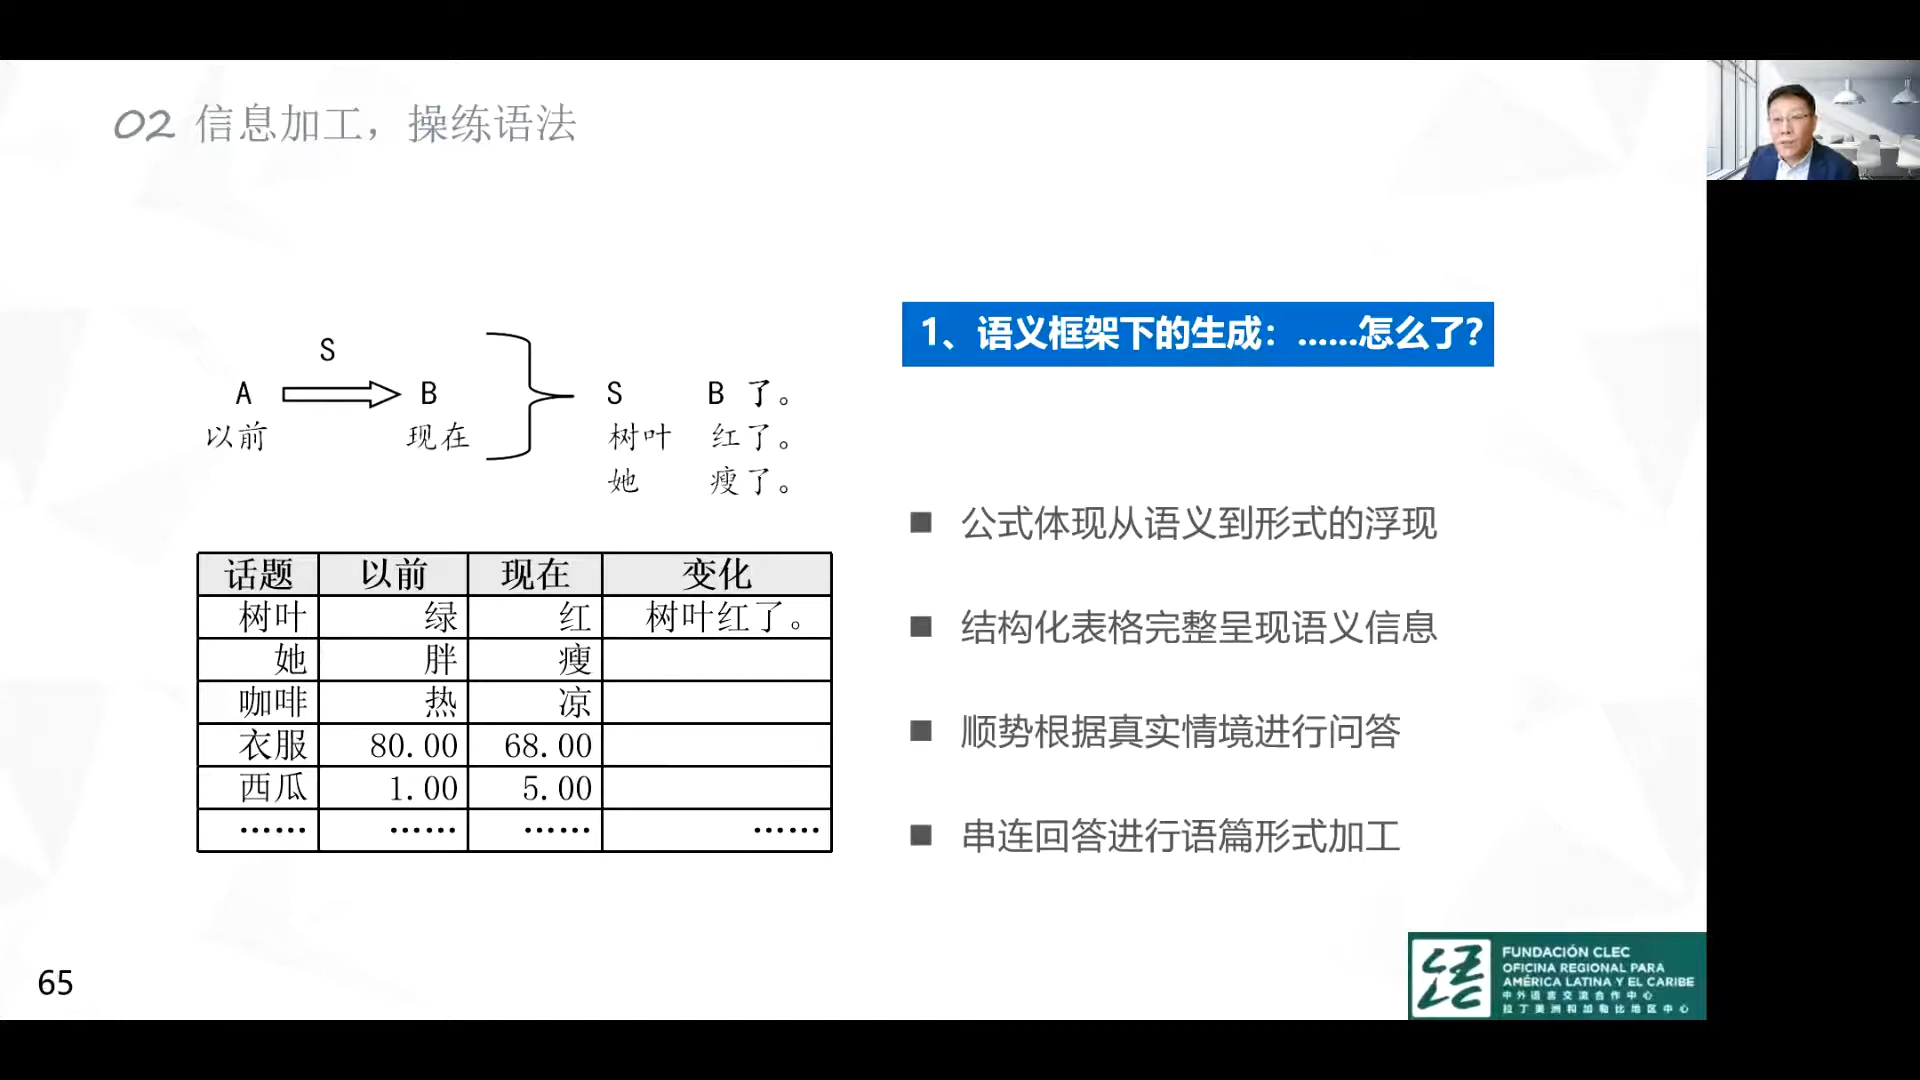 02 信息加工，操练语法
S
A B
以前 现在
S B 了。
树叶 红了。
她 瘦了。
1、语义框架下的生成：......怎么了？
话题 以前 现在 变化
树叶 绿 红 树叶红了。
她 胖 瘦
咖啡 热 凉
衣服 80.00 68.00
西瓜 1.00 5.00
…… …… …… ……
■ 公式体现从语义到形式的浮现
■ 结构化表格完整呈现语义信息
■ 顺势根据真实情境进行问答
■ 串连回答进行语篇形式加工
65
FUNDACIÓN CLEC
OFICINA REGIONAL PARA
AMÉRICA LATINA Y EL CARIBE
中外语言交流合作中心
拉丁美洲和加勒比地区中心